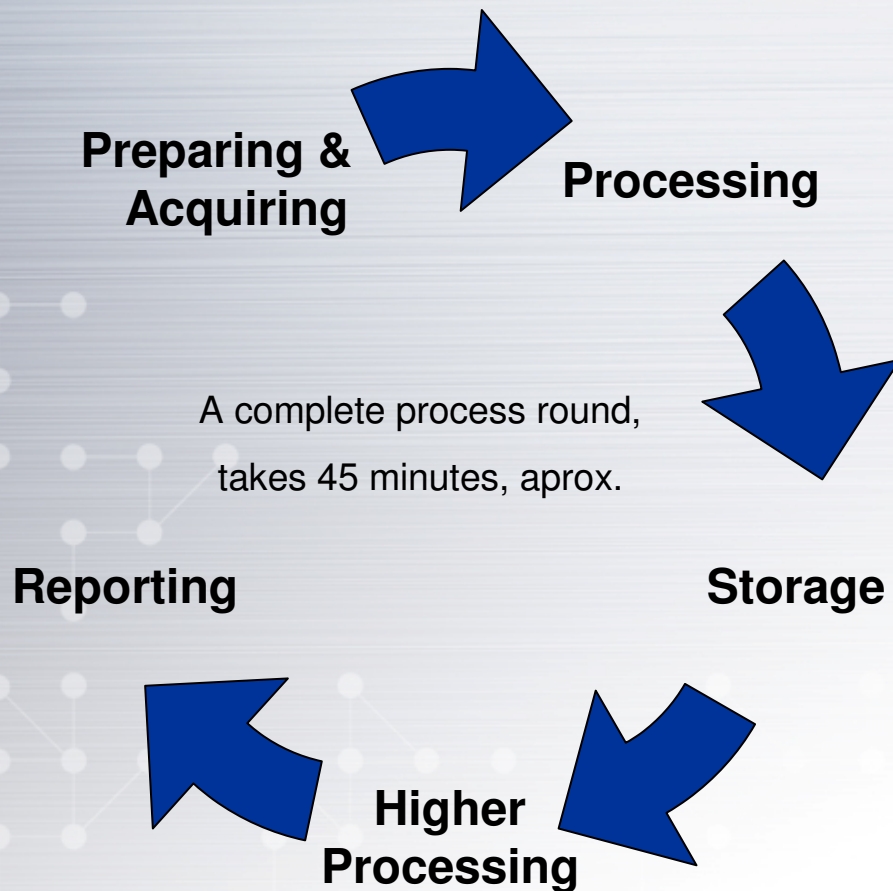 Preparing &
Acquiring
Processing
A complete process round,
takes 45 minutes, aprox.
Reporting
Storage
Higher
Processing